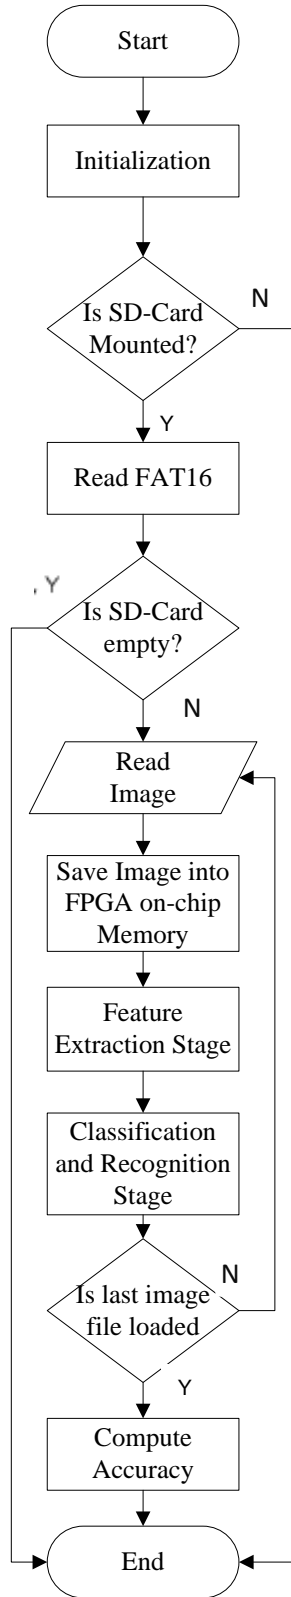 Start
Initialization
N
Is SD-Card
Mounted?
Y
Read FAT16
, Y
Is SD-Card
empty?
N
Read
Image
Save Image into
FPGA on-chip
Memory
Feature
Extraction Stage
Classification
and Recognition
Stage
N
Is last image
file loaded
Y
Compute
Accuracy
End